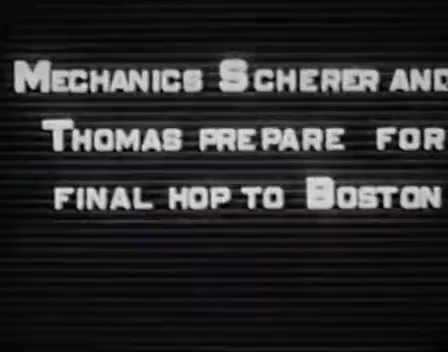 Mechanics Scherer and
Thomas prepare for
final hop to Boston